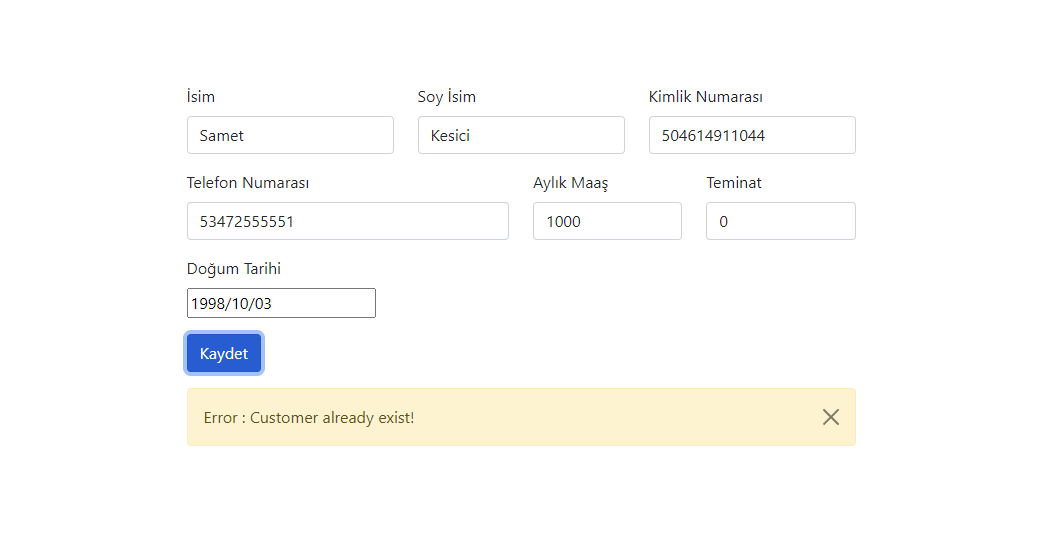 İsim Soy İsim Kimlik Numarası
Samet Kesici 504614911044
Telefon Numarası Aylık Maaş Teminat
53472555551 1000 0
Doğum Tarihi
1998/10/03
Kaydet
Error : Customer already exist!